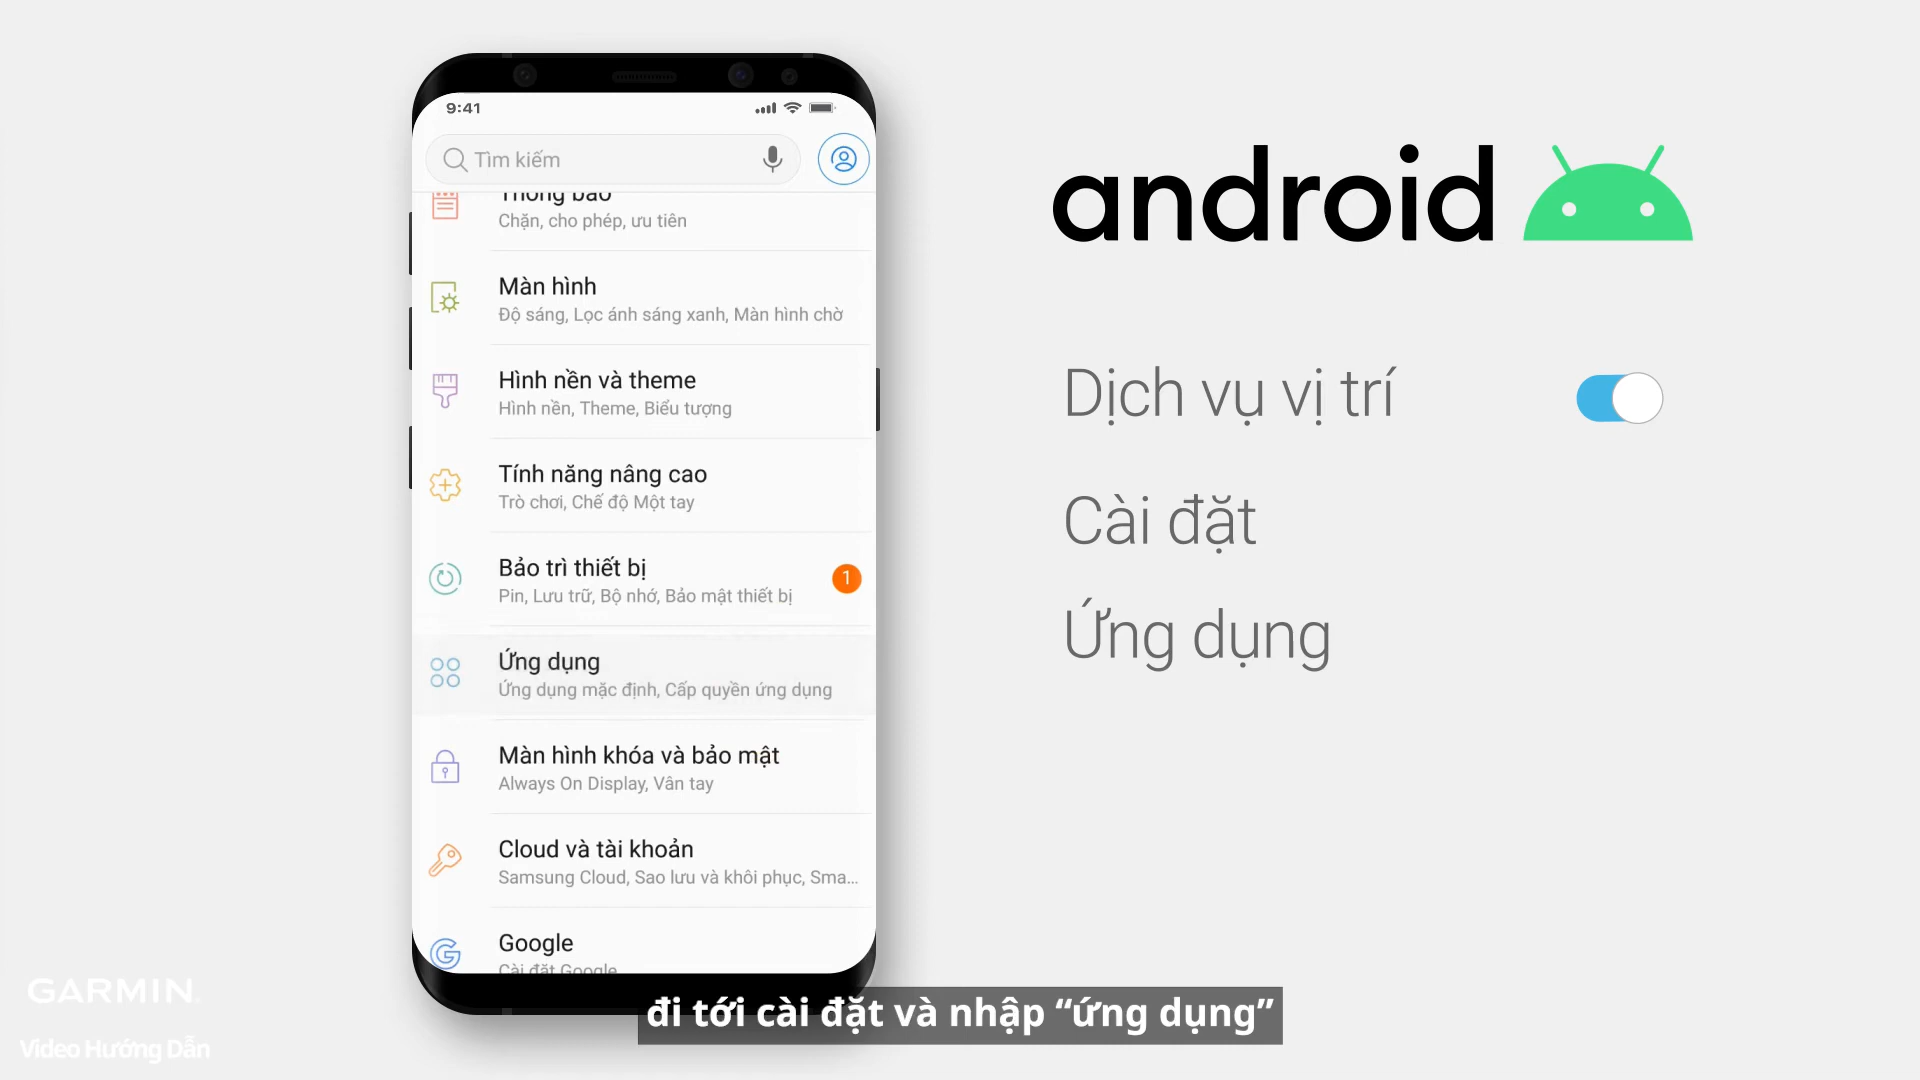 9:41
Tìm kiếm
Thông báo
Chặn, cho phép, ưu tiên
Màn hình
Độ sáng, Lọc ánh sáng xanh, Màn hình chờ
Hình nền và theme
Hình nền, Theme, Biểu tượng
Tính năng nâng cao
Trò chơi, Chế độ Một tay
Bảo trì thiết bị
1
Pin, Lưu trữ, Bộ nhớ, Bảo mật thiết bị
Ứng dụng
Ứng dụng mặc định, Cấp quyền ứng dụng
Màn hình khóa và bảo mật
Always On Display, Vân tay
Cloud và tài khoản
Samsung Cloud, Sao lưu và khôi phục, Sma...
Google
Cài đặt Google
android
Dịch vụ vị trí
Cài đặt
Ứng dụng
đi tới cài đặt và nhập “ứng dụng”
GARMIN
Video Hướng Dẫn